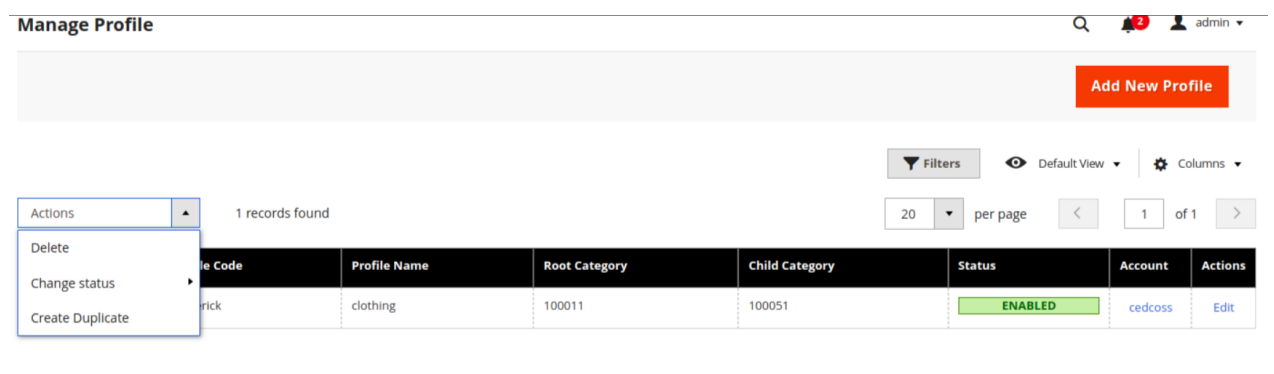 Manage Profile
2
admin
Add New Profile
Filters
Default View
Columns
Actions
1 records found
20
per page
1
of 1
Delete
Change status
Create Duplicate
le Code
Profile Name
Root Category
Child Category
Status
Account
Actions
erick
clothing
100011
100051
ENABLED
cedcoss
Edit